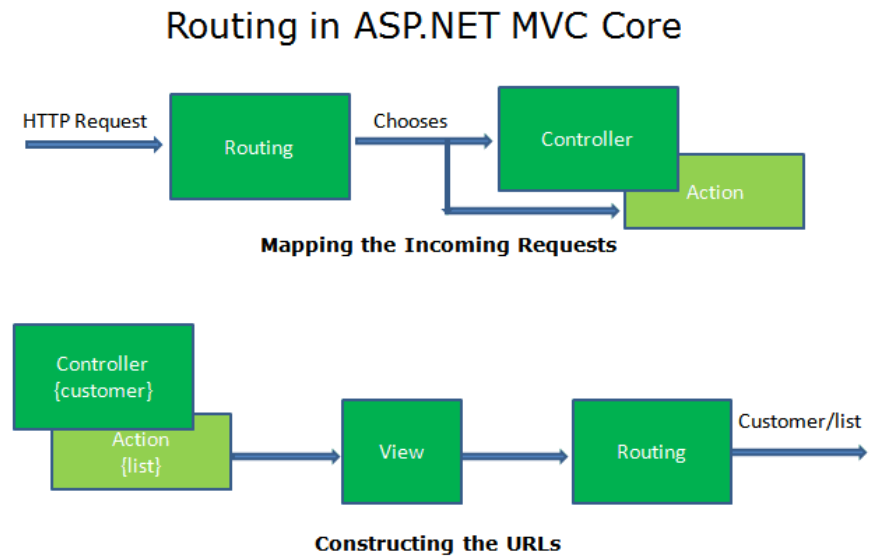 Routing in ASP.NET MVC Core
HTTP Request
Routing
Chooses
Controller
Action
Mapping the Incoming Requests
Controller
{customer}
Action
{list}
View
Routing
Customer/list
Constructing the URLs